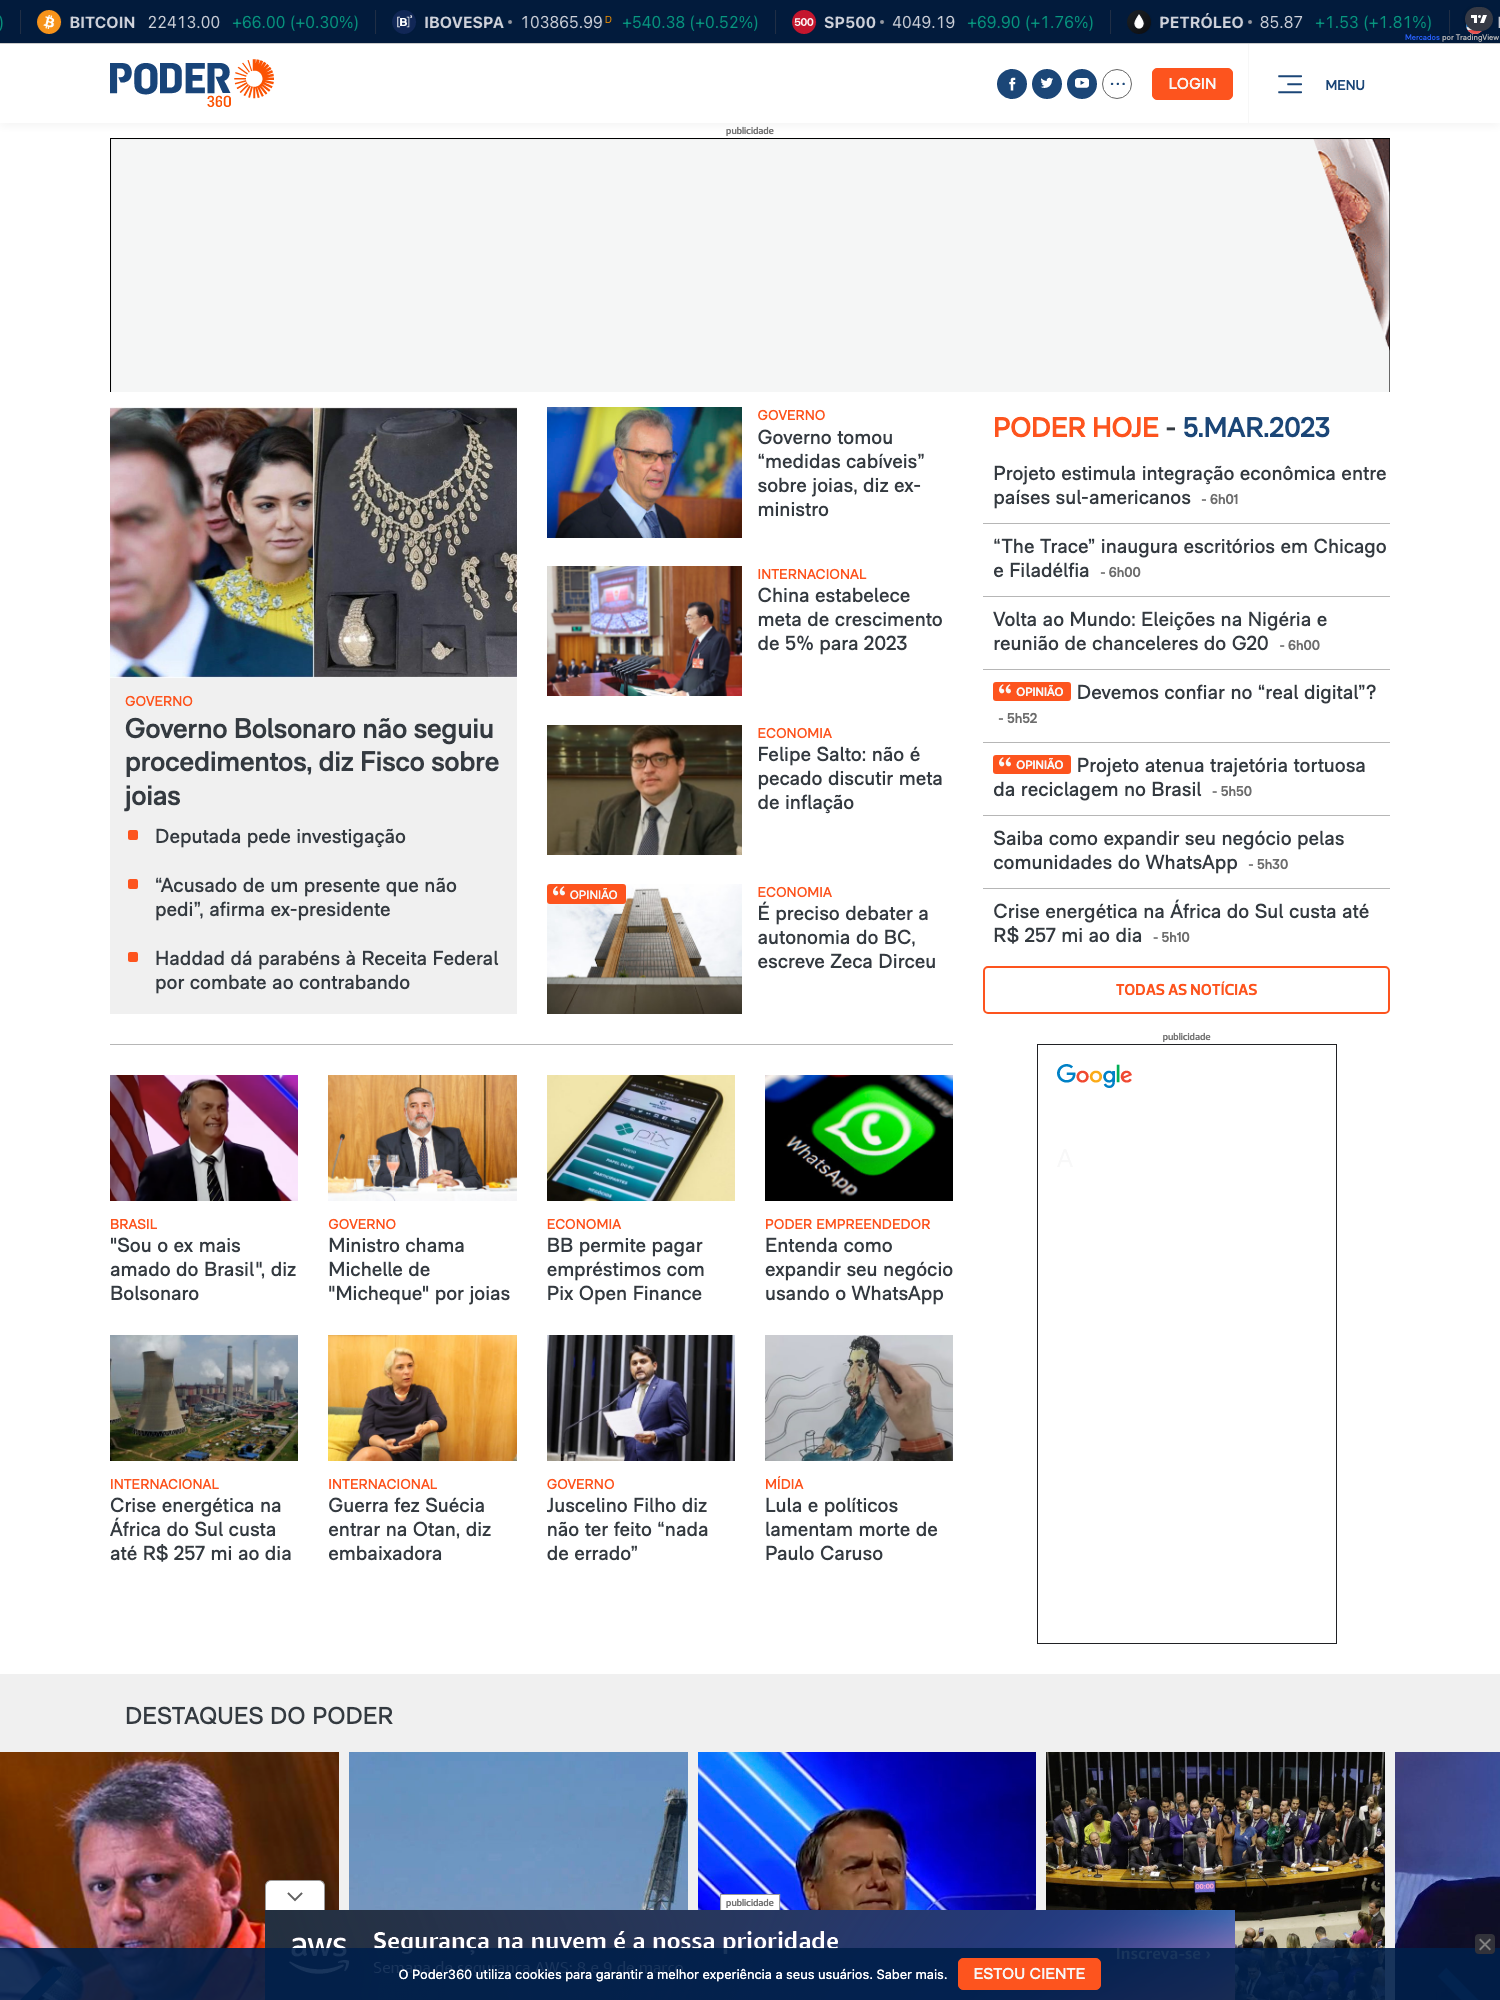 BITCOIN 22413.00 +66.00 (+0.30%)
IBOVESPA 103865.99 D +540.38 (+0.52%)
500 SP500 4049.19 +69.90 (+1.76%)
PETRÓLEO 85.87 +1.53 (+1.81%)
Mercados por TradingView
PODER
360
LOGIN
MENU
publicidade
GOVERNO
Governo Bolsonaro não seguiu
procedimentos, diz Fisco sobre
joias
Deputada pede investigação
“Acusado de um presente que não
pedi”, afirma ex-presidente
Haddad dá parabéns à Receita Federal
por combate ao contrabando
GOVERNO
Governo tomou
“medidas cabíveis”
sobre joias, diz ex-
ministro
INTERNACIONAL
China estabelece
meta de crescimento
de 5% para 2023
ECONOMIA
Felipe Salto: não é
pecado discutir meta
de inflação
“ OPINIÃO
ECONOMIA
É preciso debater a
autonomia do BC,
escreve Zeca Dirceu
PODER HOJE - 5.MAR.2023
Projeto estimula integração econômica entre
países sul-americanos - 6h01
“The Trace” inaugura escritórios em Chicago
e Filadélfia - 6h00
Volta ao Mundo: Eleições na Nigéria e
reunião de chanceleres do G20 - 6h00
“ OPINIÃO Devemos confiar no “real digital”?
- 5h52
“ OPINIÃO Projeto atenua trajetória tortuosa
da reciclagem no Brasil - 5h50
Saiba como expandir seu negócio pelas
comunidades do WhatsApp - 5h30
Crise energética na África do Sul custa até
R$ 257 mi ao dia - 5h10
TODAS AS NOTÍCIAS
publicidade
Google
A
pix
WhatsApp
BRASIL
"Sou o ex mais
amado do Brasil", diz
Bolsonaro
GOVERNO
Ministro chama
Michelle de
"Micheque" por joias
ECONOMIA
BB permite pagar
empréstimos com
Pix Open Finance
PODER EMPREENDEDOR
Entenda como
expandir seu negócio
usando o WhatsApp
INTERNACIONAL
Crise energética na
África do Sul custa
até R$ 257 mi ao dia
INTERNACIONAL
Guerra fez Suécia
entrar na Otan, diz
embaixadora
GOVERNO
Juscelino Filho diz
não ter feito “nada
de errado”
MÍDIA
Lula e políticos
lamentam morte de
Paulo Caruso
DESTAQUES DO PODER
00:00
publicidade
aws
Segurança na nuvem é a nossa prioridade
Inscreva-se ›
O Poder360 utiliza cookies para garantir a melhor experiência a seus usuários. Saber mais.
ESTOU CIENTE